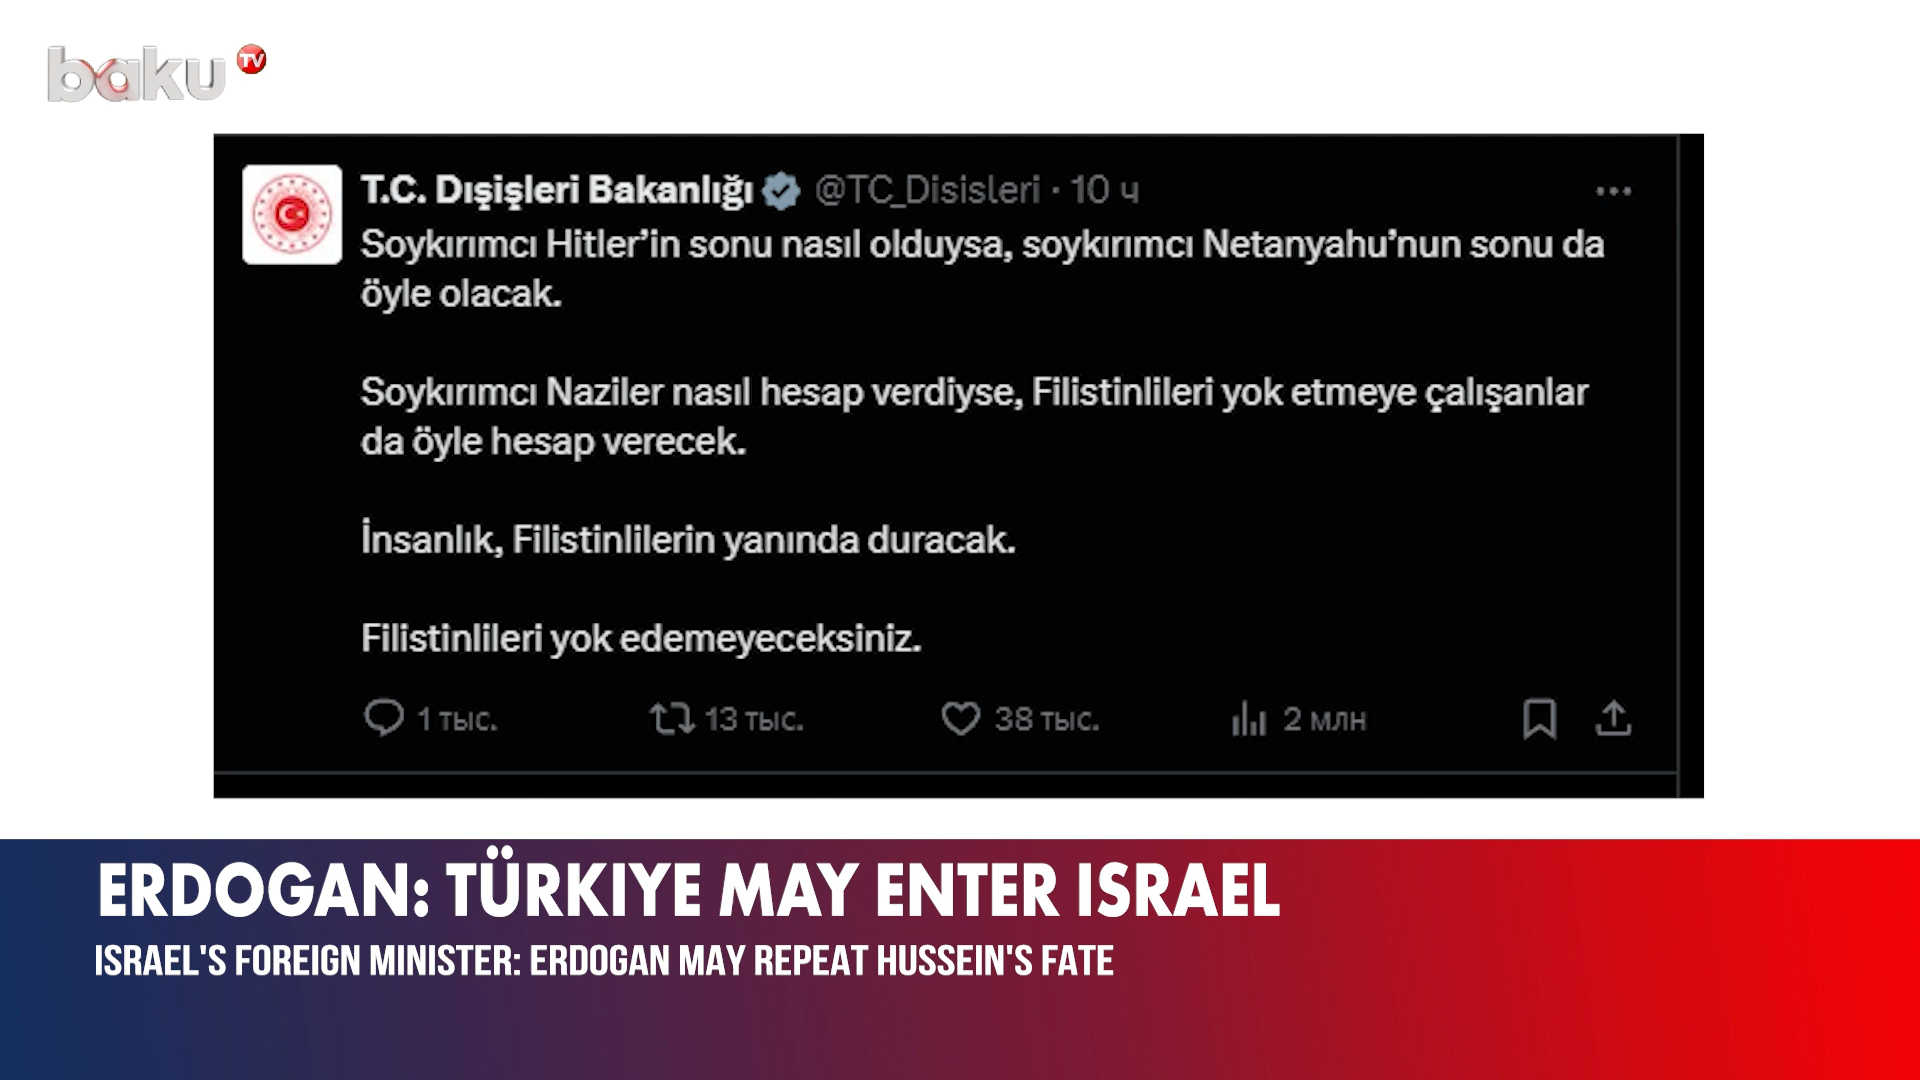 baku TV
T.C. Dışişleri Bakanlığı @TC_Disisleri · 10 ч
Soykırımcı Hitler’in sonu nasıl olduysa, soykırımcı Netanyahu’nun sonu da
öyle olacak.
Soykırımcı Naziler nasıl hesap verdiyse, Filistinlileri yok etmeye çalışanlar
da öyle hesap verecek.
İnsanlık, Filistinlilerin yanında duracak.
Filistinlileri yok edemeyeceksiniz.
1 тыс. 13 тыс. 38 тыс. 2 млн
ERDOGAN: TÜRKIYE MAY ENTER ISRAEL
ISRAEL'S FOREIGN MINISTER: ERDOGAN MAY REPEAT HUSSEIN'S FATE